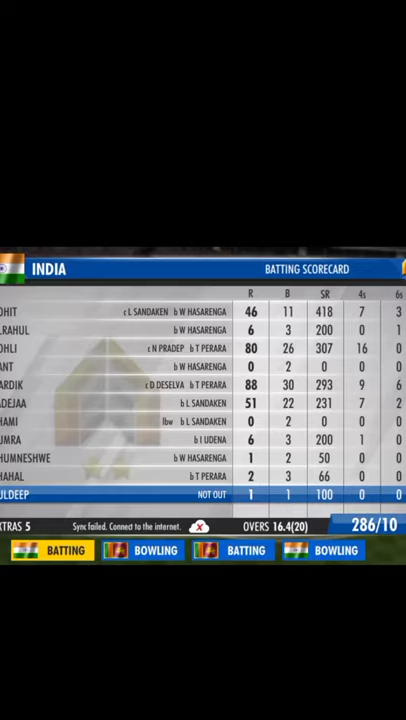 INDIA BATTING SCORECARD
R B SR 4s 6s
OHIT c L SANDAKEN b W HASARENGA 46 11 418 7 3
LRAHUL b W HASARENGA 6 3 200 0 1
OHLI c N PRADEP b T PERARA 80 26 307 16 0
ANT b W HASARENGA 0 2 0 0 0
ARDIK c D DESELVA b T PERARA 88 30 293 9 6
ADEJAA b L SANDAKEN 51 22 231 7 2
HAMI lbw b L SANDAKEN 0 2 0 0 0
UMRA b I UDENA 6 3 200 1 0
HUMNESHWE b W HASARENGA 1 2 50 0 0
HAHAL b T PERARA 2 3 66 0 0
ULDEEP NOT OUT 1 1 100 0 0
XTRAS 5 Sync failed. Connect to the internet. OVERS 16.4(20) 286/10
BATTING BOWLING BATTING BOWLING